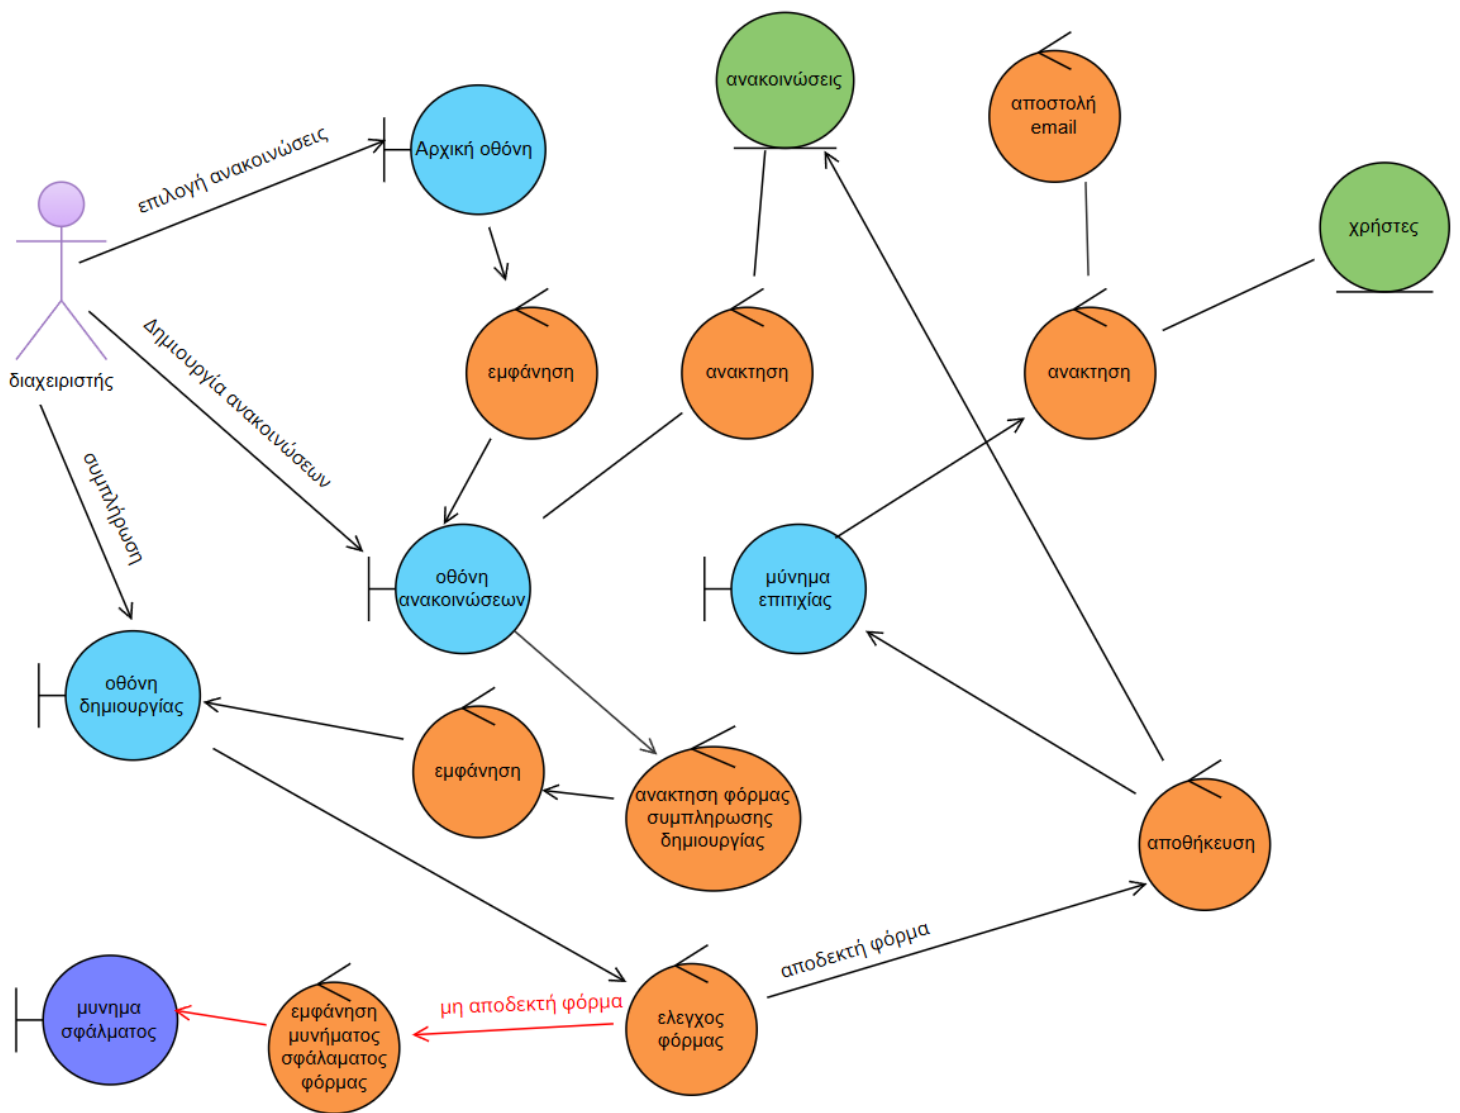 ανακοινώσεις
αποστολή
email
επιλογή ανακοινώσεις
Αρχική οθόνη
χρήστες
διαχειριστής
Δημιουργία ανακοινώσεων
εμφάνηση
ανακτηση
ανακτηση
συμπλήρωση
οθόνη
ανακοινώσεων
μύνημα
επιτιχίας
οθόνη
δημιουργίας
εμφάνηση
ανακτηση φόρμας
συμπληρωσης
δημιουργίας
αποθήκευση
αποδεκτή φόρμα
μη αποδεκτή φόρμα
μυνημα
σφάλματος
εμφάνηση
μυνήματος
σφάλαματος
φόρμας
ελεγχος
φόρμας